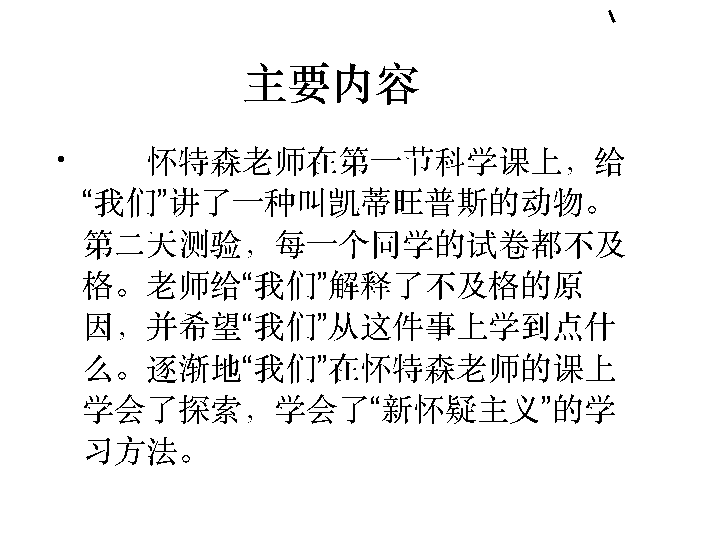 主要内容
• 怀特森老师在第一节科学课上，给
“我们”讲了一种叫凯蒂旺普斯的动物。
第二天测验，每一个同学的试卷都不及
格。老师给“我们”解释了不及格的原
因，并希望“我们”从这件事上学到点什
么。逐渐地“我们”在怀特森老师的课上
学会了探索，学会了“新怀疑主义”的学
习方法。